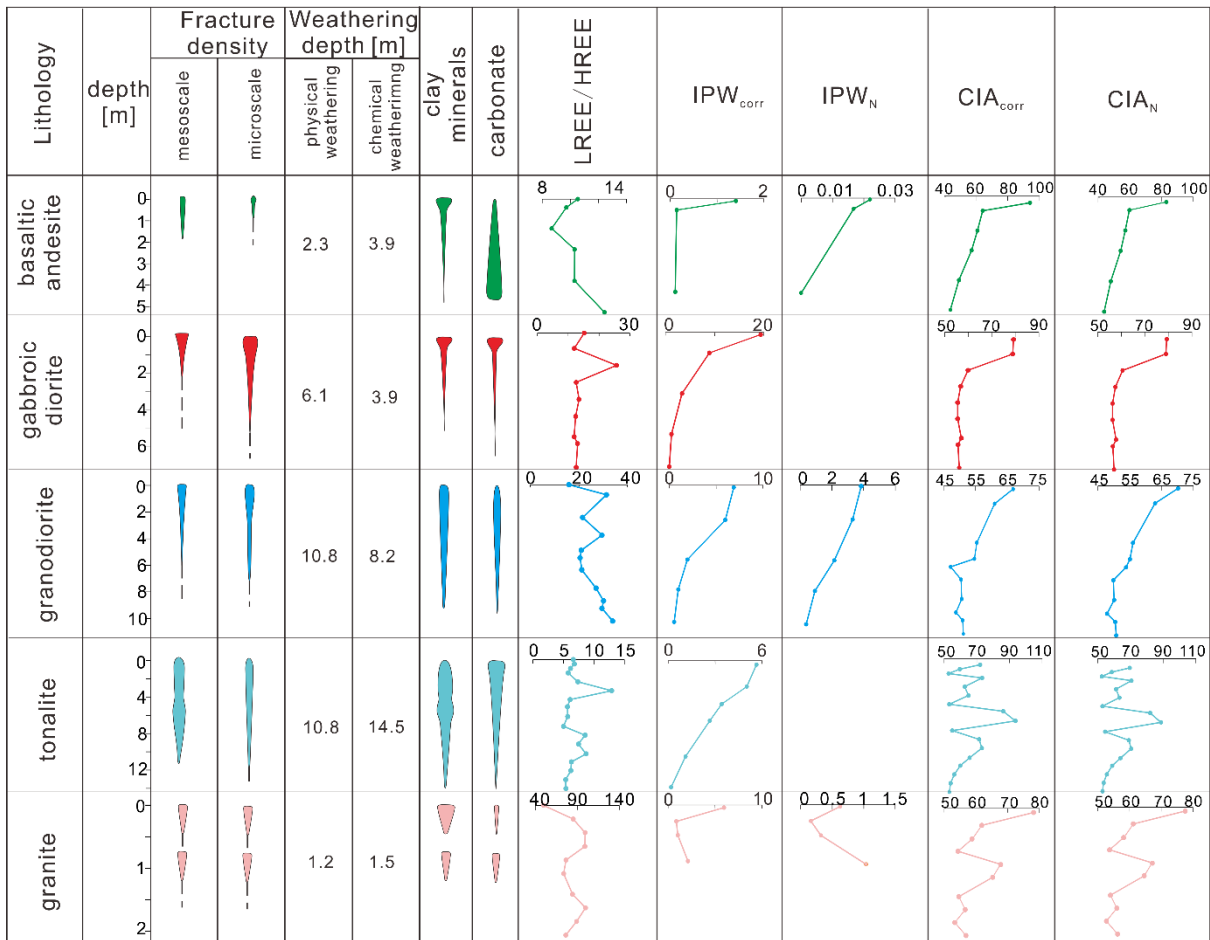 Lithology
depth
[m]
Fracture
density
mesoscale
microscale
Weathering
depth [m]
physical
weathering
chemical
weatherimng
clay
minerals
carbonate
LREE/HREE
IPWcorr
IPWN
CIAcorr
CIAN
basaltic
andesite
0
1
2
3
4
5
2.3
3.9
8 14
0 2
0 0.01 0.03
40 60 80 100
40 60 80 100
gabbroic
diorite
0
2
4
6
6.1
3.9
0 30
0 20
50 70 90
50 70 90
granodiorite
0
2
4
6
8
10
10.8
8.2
0 20 40
0 10
0 2 4 6
45 55 65 75
45 55 65 75
tonalite
0
4
8
12
10.8
14.5
0 5 10 15
0 6
50 70 90 110
50 70 90 110
granite
0
1
2
1.2
1.5
40 90 140
0 10
0 0.5 1 1.5
50 60 70 80
50 60 70 80